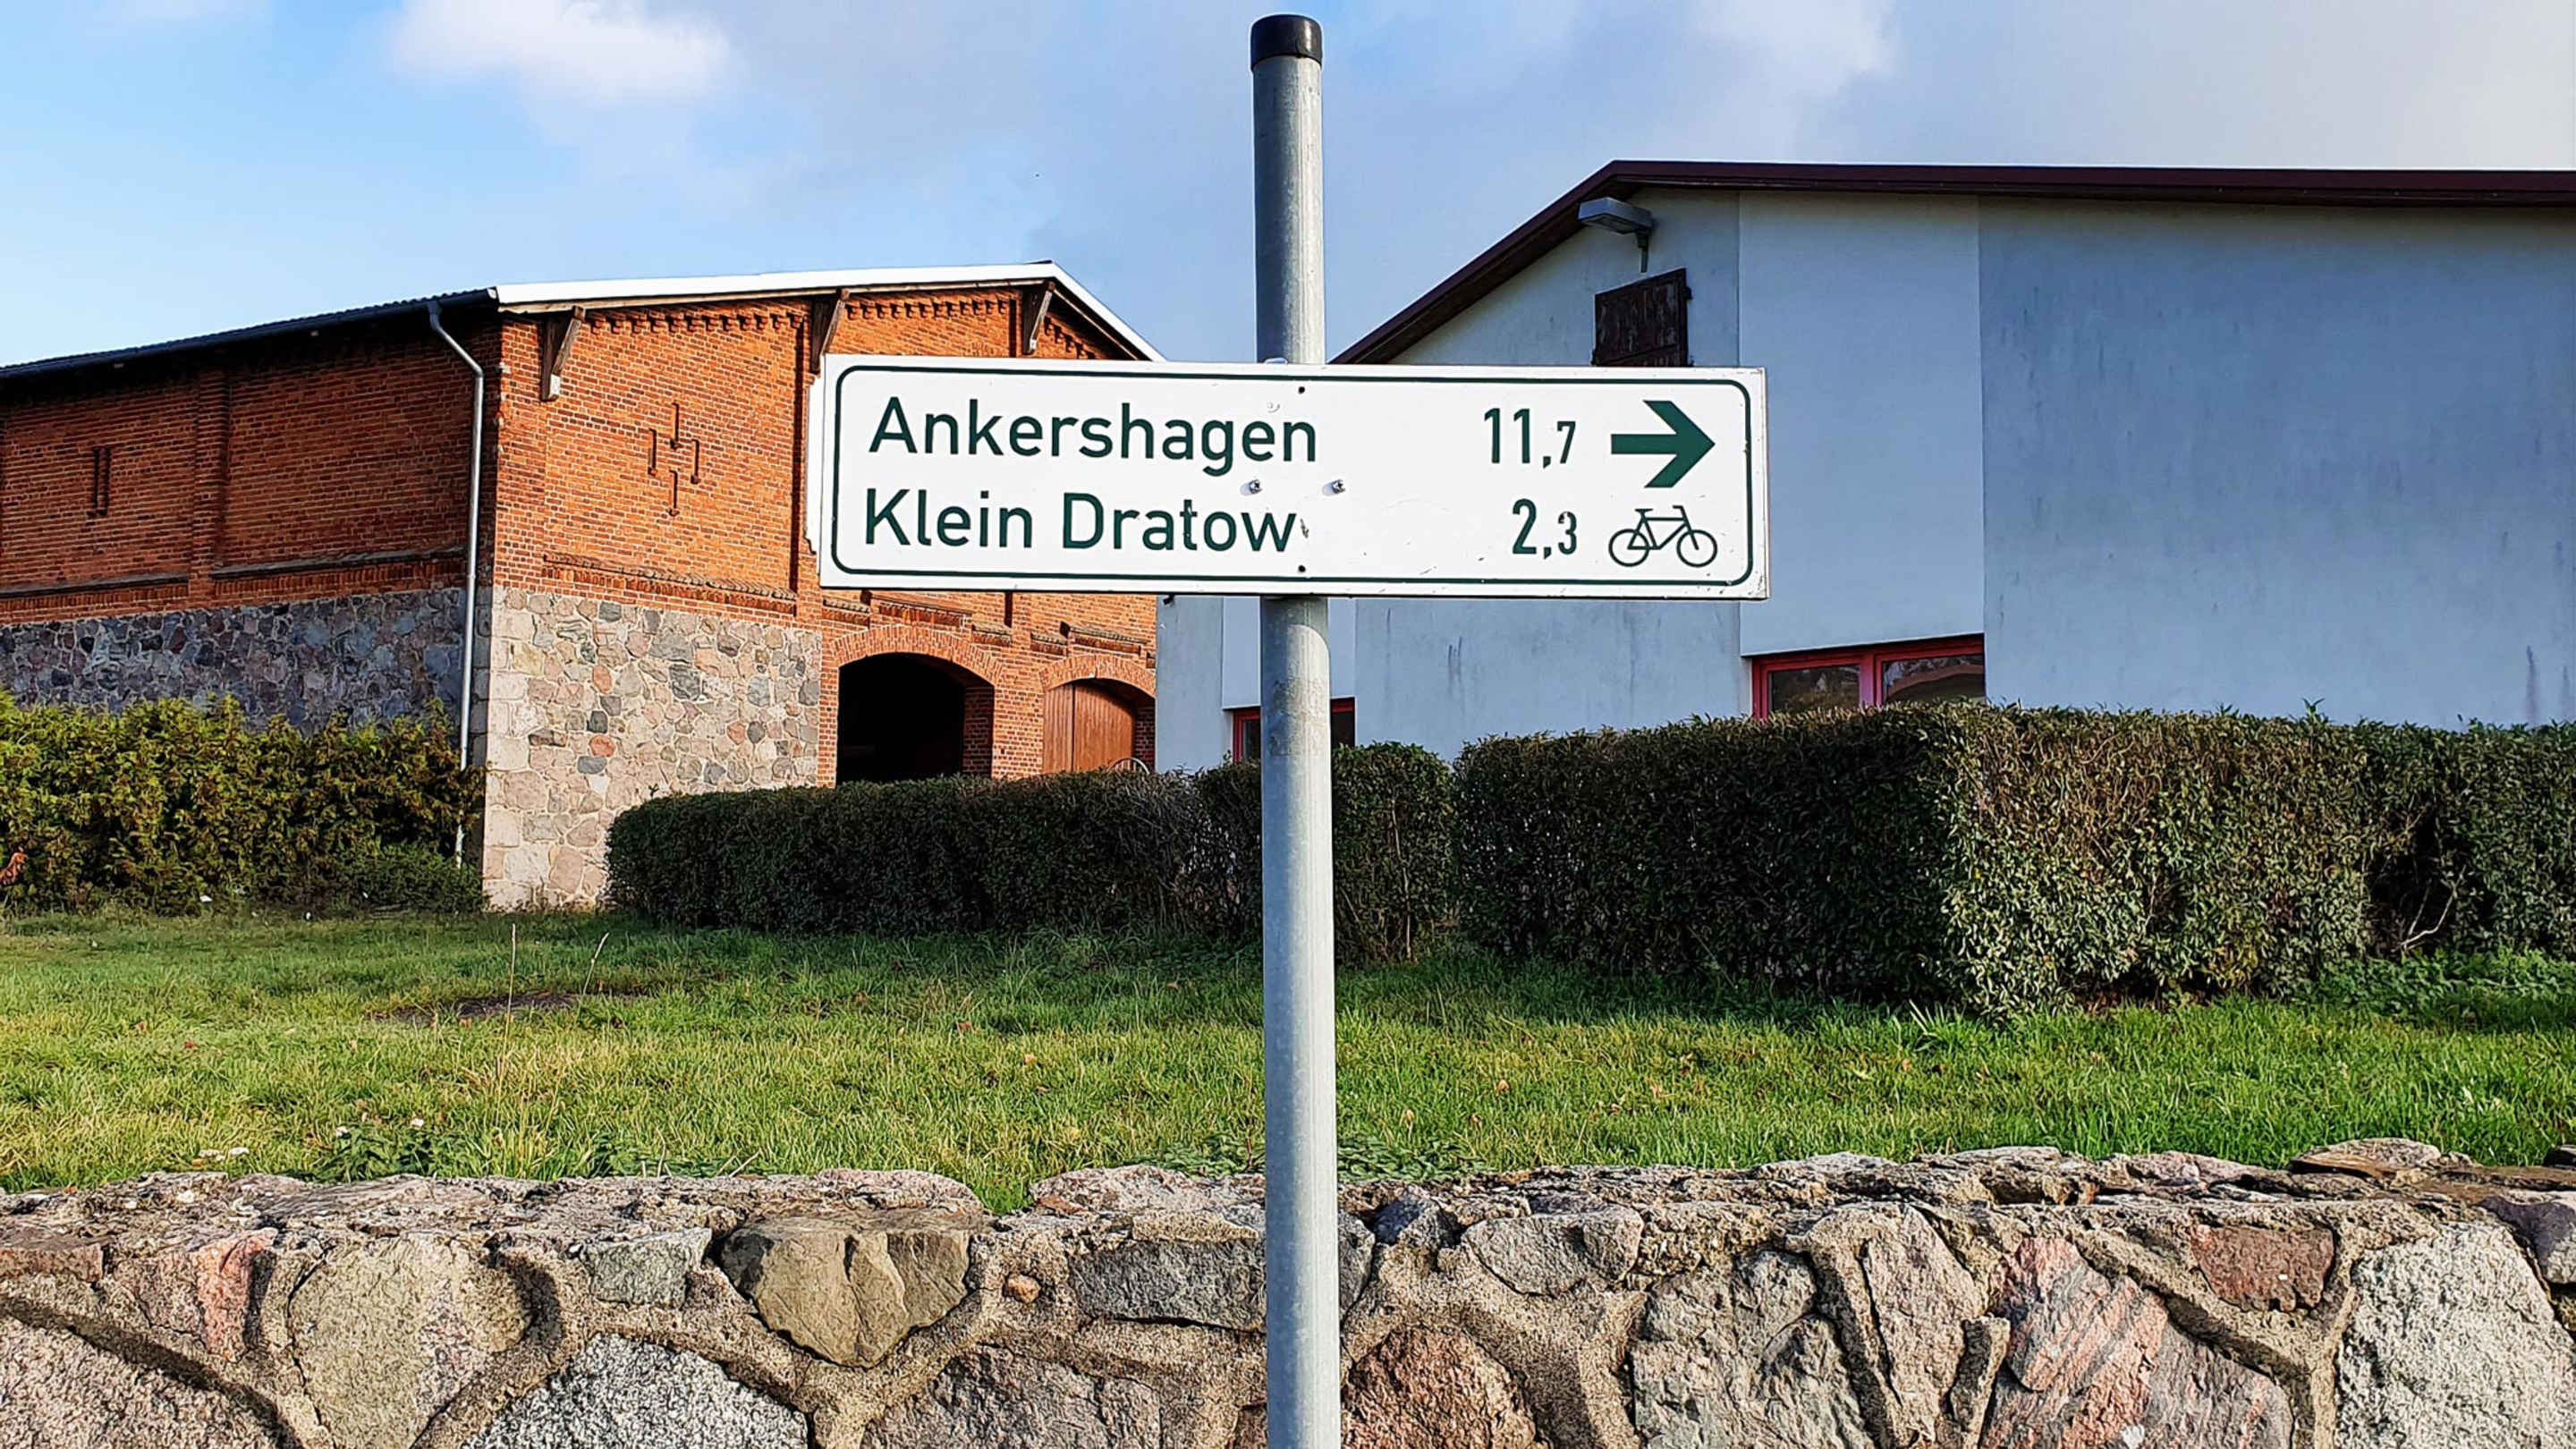 Ankershagen 11,7
Klein Dratow 2,3